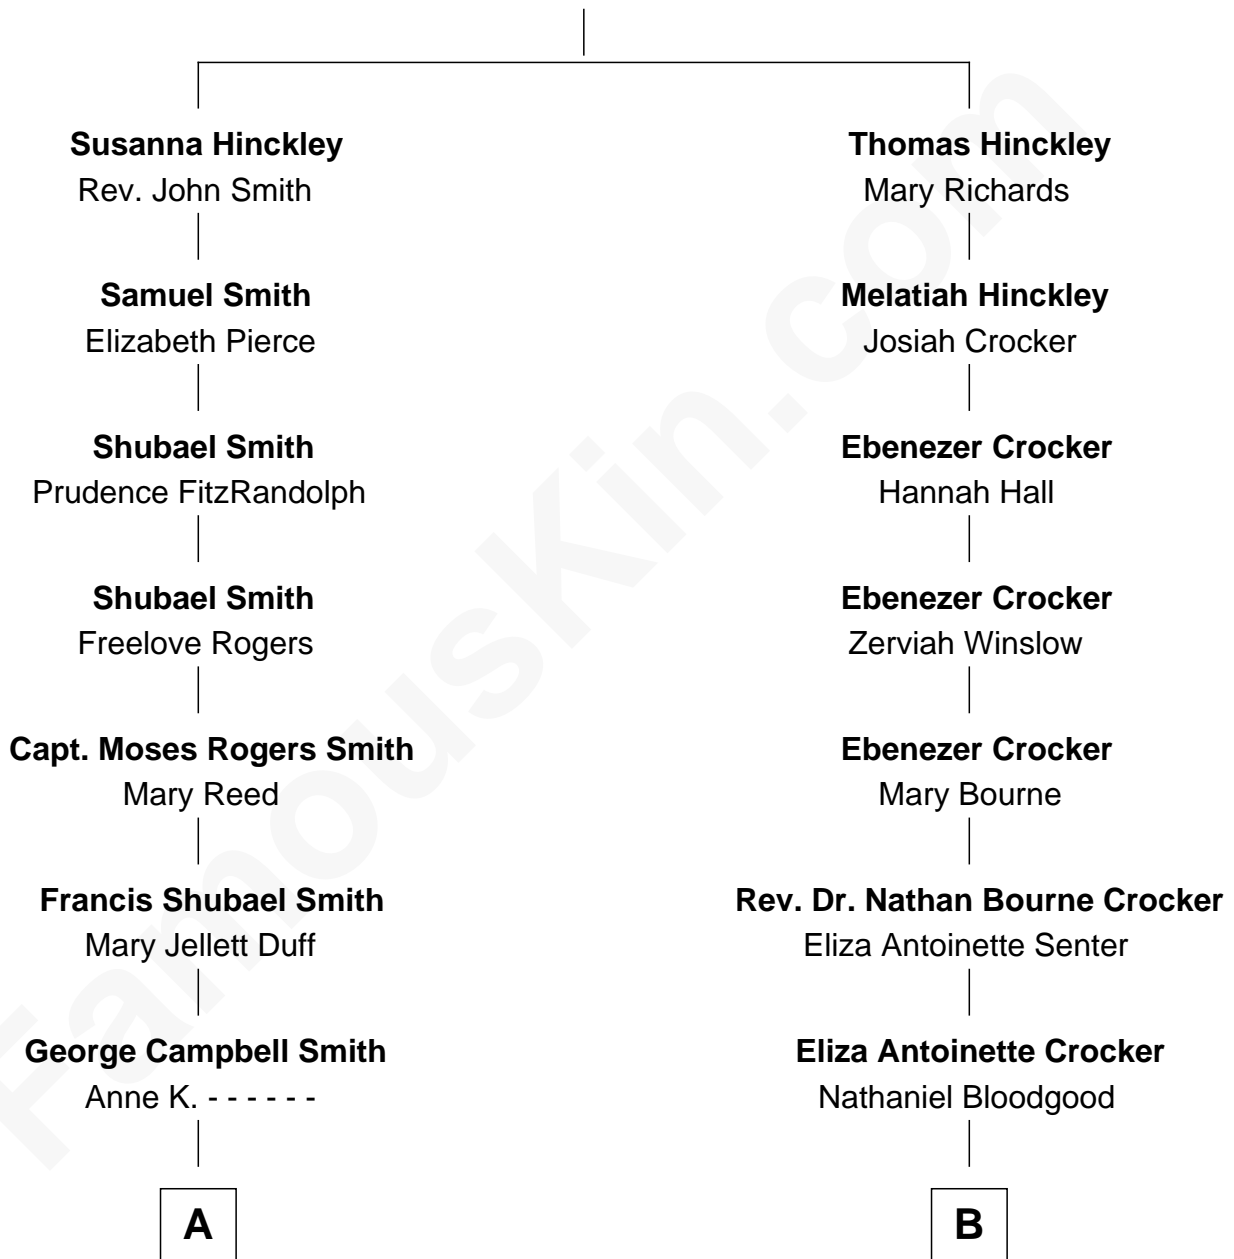 Susanna Hinckley
Rev. John Smith
Samuel Smith
Elizabeth Pierce
Shubael Smith
Prudence FitzRandolph
Shubael Smith
Freelove Rogers
Capt. Moses Rogers Smith
Mary Reed
Francis Shubael Smith
Mary Jellett Duff
George Campbell Smith
Anne K. - - - - - -
A
Thomas Hinckley
Mary Richards
Melatiah Hinckley
Josiah Crocker
Ebenezer Crocker
Hannah Hall
Ebenezer Crocker
Zerviah Winslow
Ebenezer Crocker
Mary Bourne
Rev. Dr. Nathan Bourne Crocker
Eliza Antoinette Senter
Eliza Antoinette Crocker
Nathaniel Bloodgood
B
FamousKin.com